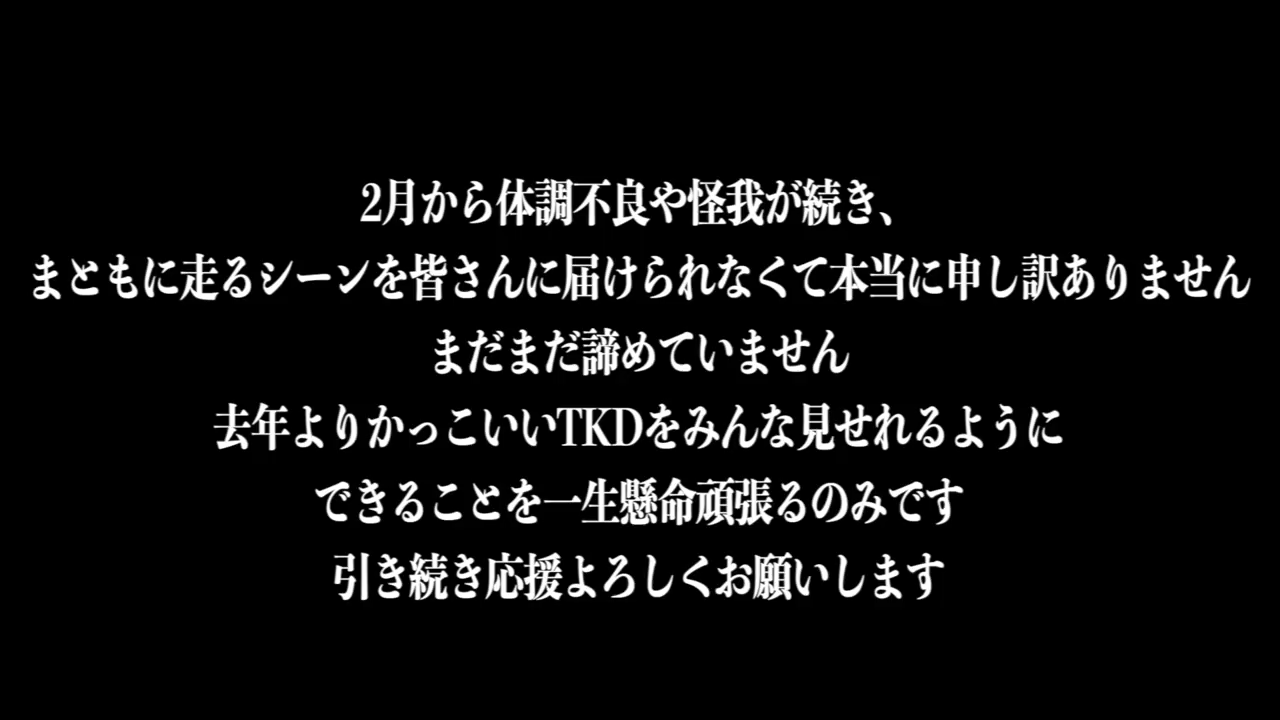 2月から体調不良や怪我が続き、
まともに走るシーンを皆さんに届けられなくて本当に申し訳ありません
まだまだ諦めていません
去年よりかっこいいTKDをみんな見せれるように
できることを一生懸命頑張るのみです
引き続き応援よろしくお願いします